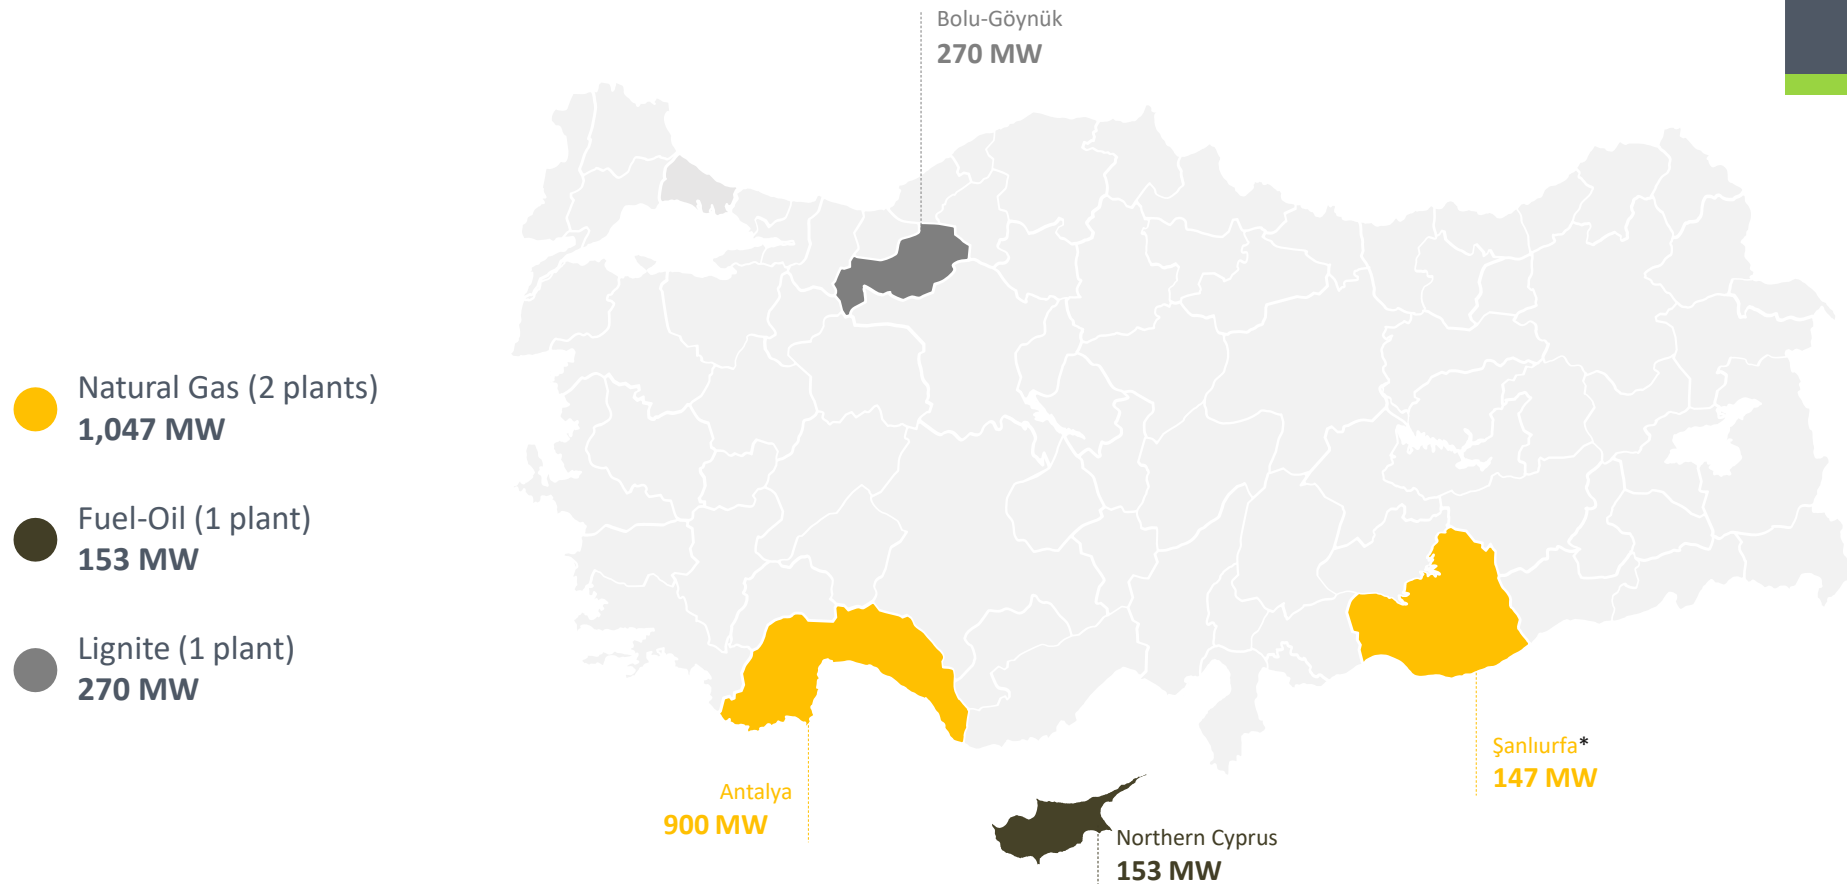 Bolu-Göynük
270 MW
Natural Gas (2 plants)
1,047 MW
Fuel-Oil (1 plant)
153 MW
Lignite (1 plant)
270 MW
Antalya
900 MW
Şanlıurfa*
147 MW
Northern Cyprus
153 MW